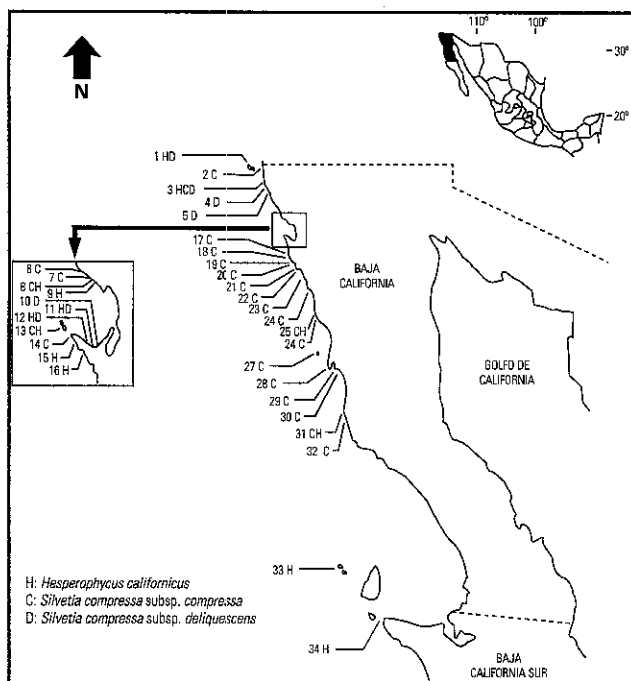 110°
100°
30°
20°
N
1 HD
2 C
3 HCD
4 D
5 D
17 C
18 C
19 C
20 C
21 C
22 C
23 C
24 C
25 CH
24 C
27 C
28 C
29 C
30 C
31 CH
32 C
33 H
34 H
6 C
7 C
8 CH
9 H
10 D
11 HD
12 HD
13 CH
14 C
15 H
16 H
BAJA
CALIFORNIA
GOLFO DE
CALIFORNIA
BAJA
CALIFORNIA SUR
H: Hesperophycus californicus
C: Silvetia compressa subsp. compressa
D: Silvetia compressa subsp. deliquescens